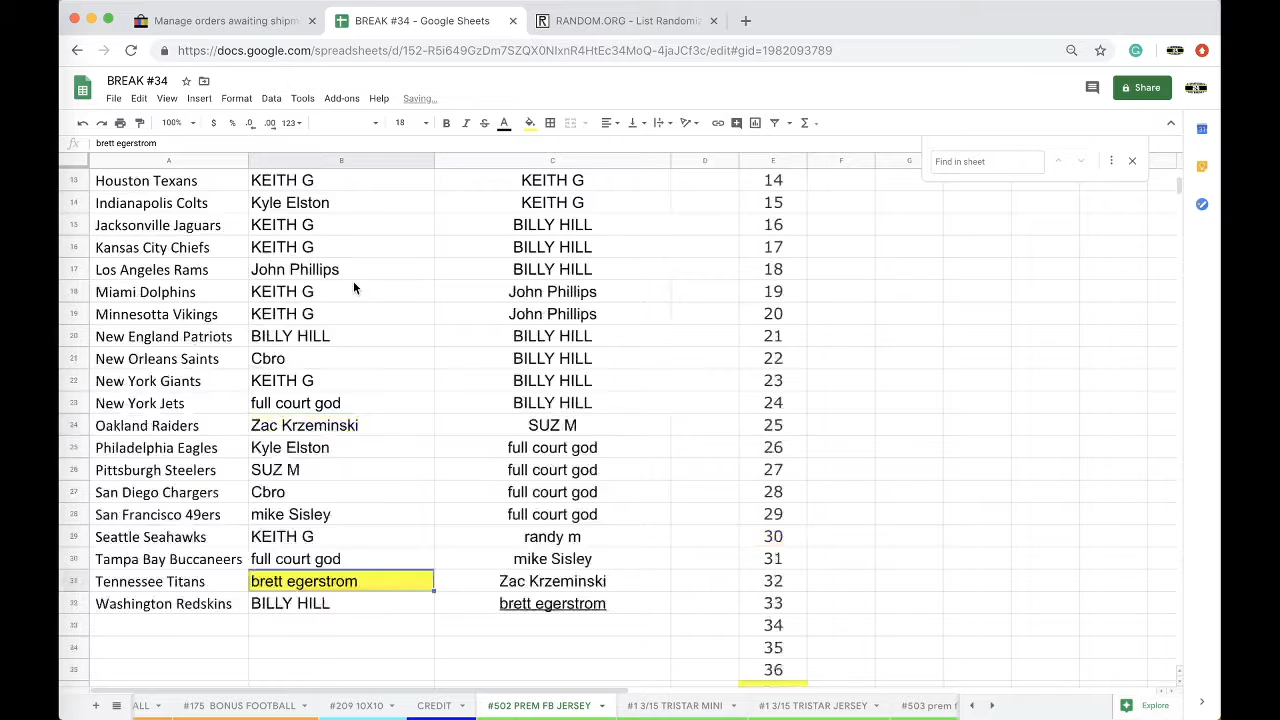 Manage orders awaiting shipm
BREAK #34 - Google Sheets
RANDOM.ORG - List Randomi
https://docs.google.com/spreadsheets/d/152-R5i649GzDm7SZQX0NlxnR4HtEc34MoQ-4jaJCf3c/edit#gid=1982093789
BREAK #34
File Edit View Insert Format Data Tools Add-ons Help Saving...
Share
100% $ % .0 .00 123 18 B I S A
fx brett egerstrom
Find in sheet
A B C D E F G
13 Houston Texans KEITH G KEITH G 14
14 Indianapolis Colts Kyle Elston KEITH G 15
15 Jacksonville Jaguars KEITH G BILLY HILL 16
16 Kansas City Chiefs KEITH G BILLY HILL 17
17 Los Angeles Rams John Phillips BILLY HILL 18
18 Miami Dolphins KEITH G John Phillips 19
19 Minnesotta Vikings KEITH G John Phillips 20
20 New England Patriots BILLY HILL BILLY HILL 21
21 New Orleans Saints Cbro BILLY HILL 22
22 New York Giants KEITH G BILLY HILL 23
23 New York Jets full court god BILLY HILL 24
24 Oakland Raiders Zac Krzeminski SUZ M 25
25 Philadelphia Eagles Kyle Elston full court god 26
26 Pittsburgh Steelers SUZ M full court god 27
27 San Diego Chargers Cbro full court god 28
28 San Francisco 49ers mike Sisley full court god 29
29 Seattle Seahawks KEITH G randy m 30
30 Tampa Bay Buccaneers full court god mike Sisley 31
31 Tennessee Titans brett egerstrom Zac Krzeminski 32
32 Washington Redskins BILLY HILL brett egerstrom 33
33 34
34 35
35 36
ALL #175 BONUS FOOTBALL #209 10X10 CREDIT #502 PREM FB JERSEY #1 3/15 TRISTAR MINI #1 3/15 TRISTAR JERSEY #503 prem f Explore